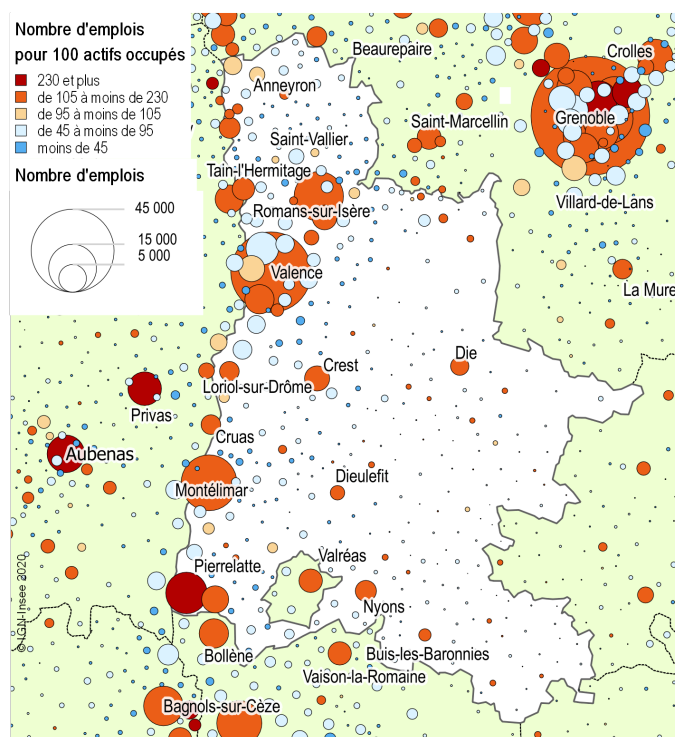 Nombre d'emplois
pour 100 actifs occupés
230 et plus
de 105 à moins de 230
de 95 à moins de 105
de 45 à moins de 95
moins de 45
Nombre d'emplois
45 000
15 000
5 000
Beaurepaire
Crolles
Anneyron
Saint-Marcellin
Grenoble
Saint-Vallier
Tain-l'Hermitage
Villard-de-Lans
Romans-sur-Isère
Valence
La Mure
Die
Crest
Loriol-sur-Drôme
Privas
Cruas
Aubenas
Dieulefit
Montélimar
Valréas
Pierrelatte
Nyons
Bollène
Buis-les-Baronnies
Vaison-la-Romaine
Bagnols-sur-Cèze
©IGN-Insee 2020